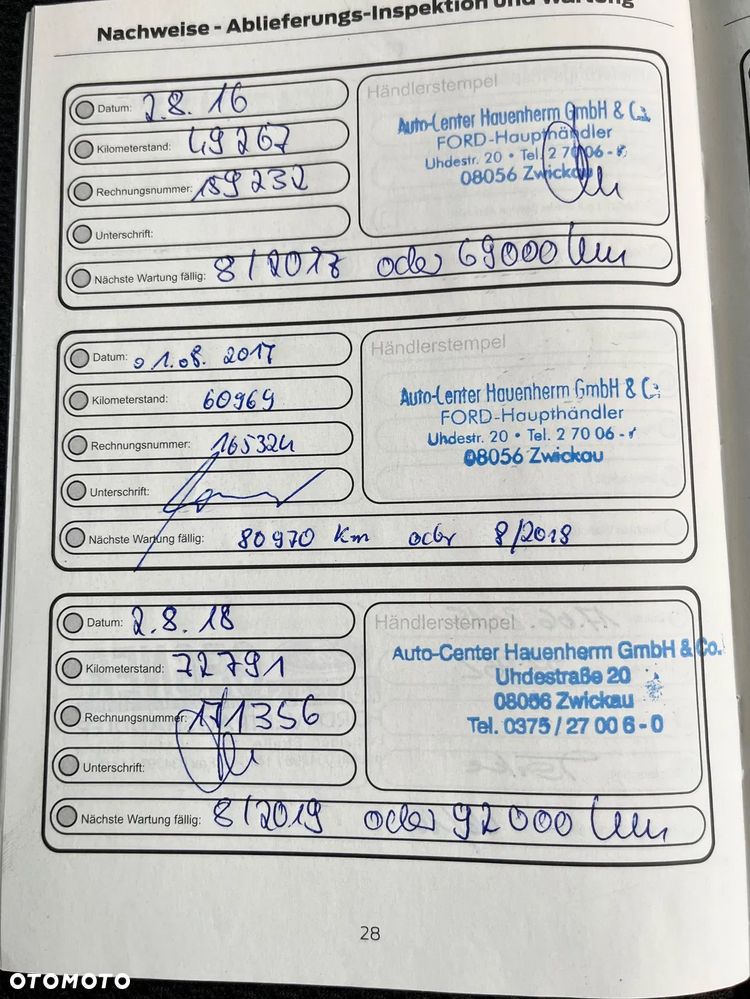 Nachweise - Ablieferungs-Inspektion und Wartung
Datum: 2.8.16
Kilometerstand: 49267
Rechnungsnummer: 159232
Unterschrift:
Nächste Wartung fällig: 8/2017 oder 69000 km
Händlerstempel
Auto-Center Hauenherm GmbH & Co.
FORD-Haupthändler
Uhdestr. 20 • Tel. 2 70 06 -
08056 Zwickau
Datum: 01.08.2017
Kilometerstand: 60969
Rechnungsnummer: 165324
Unterschrift:
Nächste Wartung fällig: 80970 km oder 8/2018
Händlerstempel
Auto-Center Hauenherm GmbH & Co.
FORD-Haupthändler
Uhdestr. 20 • Tel. 2 70 06 -
08056 Zwickau
Datum: 2.8.18
Kilometerstand: 72791
Rechnungsnummer: 171356
Unterschrift:
Nächste Wartung fällig: 8/2019 oder 92000 km
Händlerstempel
Auto-Center Hauenherm GmbH & Co.
Uhdestraße 20
08056 Zwickau
Tel. 0375 / 27 00 6 - 0
28
OTOMOTO